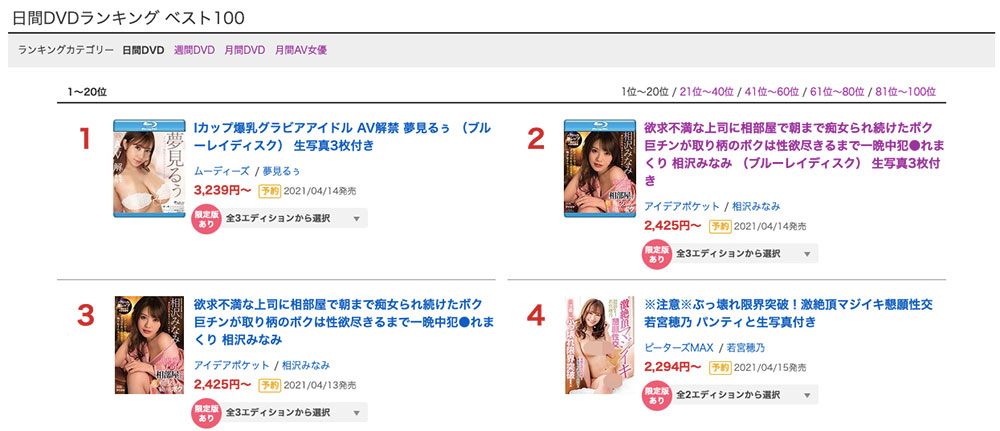 日間DVDランキング ベスト100
ランキングカテゴリー 日間DVD 週間DVD 月間DVD 月間AV女優
1〜20位
1位〜20位 / 21位〜40位 / 41位〜60位 / 61位〜80位 / 81位〜100位
1
夢見るぅ
Iカップ爆乳グラビアアイドル AV解禁 夢見るぅ （ブル
ーレイディスク） 生写真3枚付き
ムーディーズ / 夢見るぅ
3,239円〜 予約 2021/04/14発売
限定版
あり
全3エディションから選択
2
相沢みなみ
相部屋
欲求不満な上司に相部屋で朝まで痴女られ続けたボク
巨チンが取り柄のボクは性欲尽きるまで一晩中犯●れま
くり 相沢みなみ （ブルーレイディスク） 生写真3枚付
き
アイデアポケット / 相沢みなみ
2,425円〜 予約 2021/04/14発売
限定版
あり
全3エディションから選択
3
相沢みなみ
相部屋
欲求不満な上司に相部屋で朝まで痴女られ続けたボク
巨チンが取り柄のボクは性欲尽きるまで一晩中犯●れま
くり 相沢みなみ
アイデアポケット / 相沢みなみ
2,425円〜 予約 2021/04/13発売
限定版
あり
全3エディションから選択
4
激絶頂マジイキ
懇願性交
※注意※ぶっ壊れ限界突破！激絶頂マジイキ懇願性交
若宮穂乃 パンティと生写真付き
ピーターズMAX / 若宮穂乃
2,294円〜 予約 2021/04/15発売
限定版
あり
全2エディションから選択